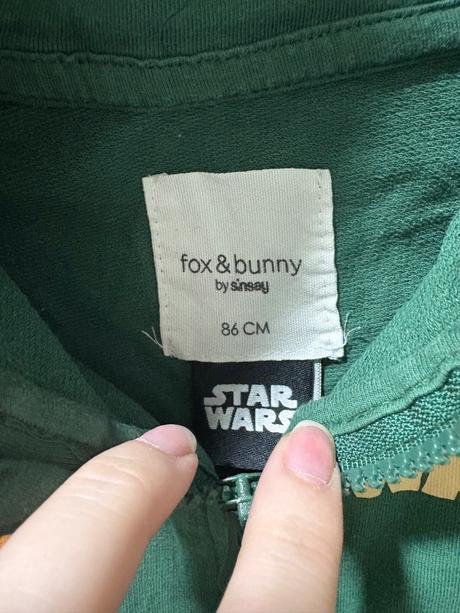 fox & bunny
by sinsay
86 CM
STAR
WARS